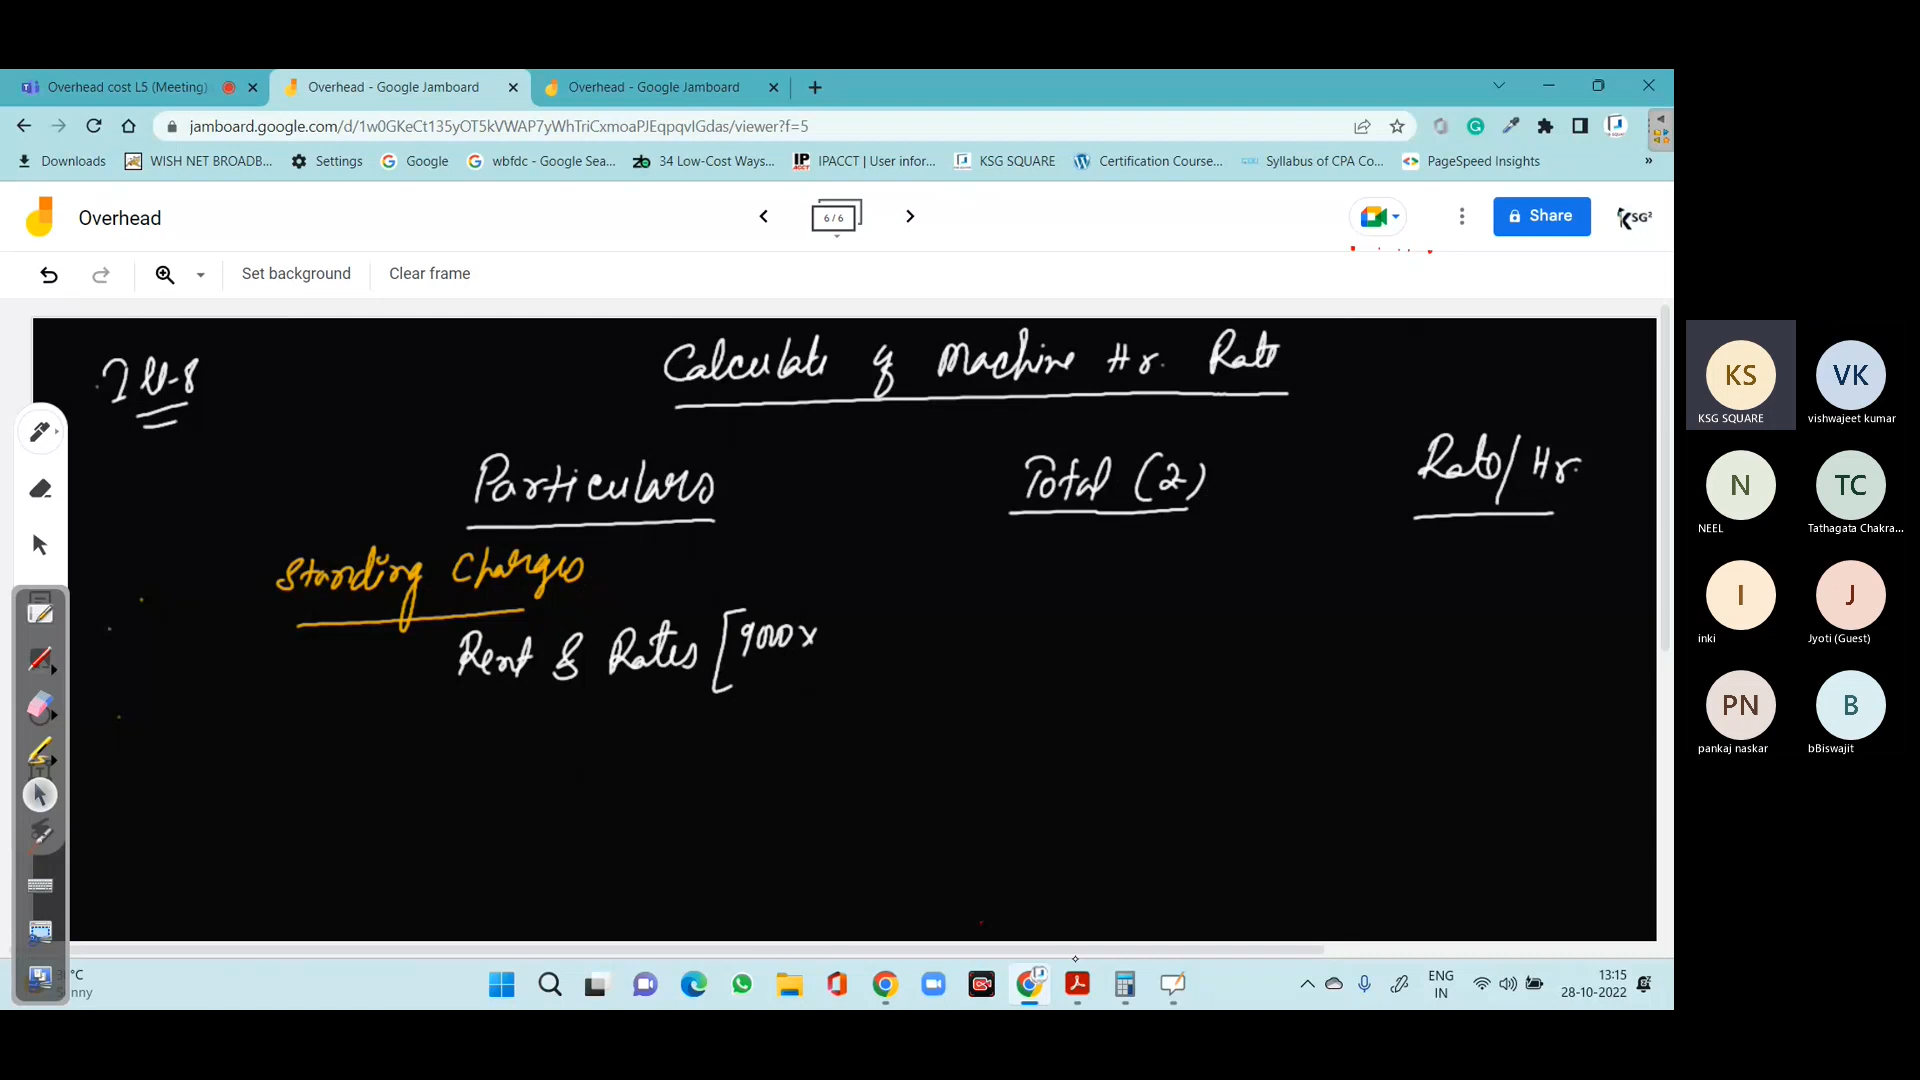 Overhead cost L5 (Meeting)
Overhead - Google Jamboard
Overhead - Google Jamboard
jamboard.google.com/d/1w0GKeCt135yOT5kVWAP7yWhTriCxmoaPJEqpqvIGdas/viewer?f=5
Downloads
WISH NET BROADB...
Settings
Google
wbfdc - Google Sea...
34 Low-Cost Ways...
IPACCT | User infor...
KSG SQUARE
Certification Course...
Syllabus of CPA Co...
PageSpeed Insights
Overhead
6 / 6
Share
KSG²
Set background
Clear frame
Ill-8
Calculate of Machine Hr. Rate
Particulars
Total (₹)
Rate/Hr.
Standing Charges
Rent & Rates [9000x
KS
KSG SQUARE
VK
vishwajeet kumar
N
NEEL
TC
Tathagata Chakra...
I
inki
J
Jyoti (Guest)
PN
pankaj naskar
B
bBiswajit
ENG
IN
13:15
28-10-2022